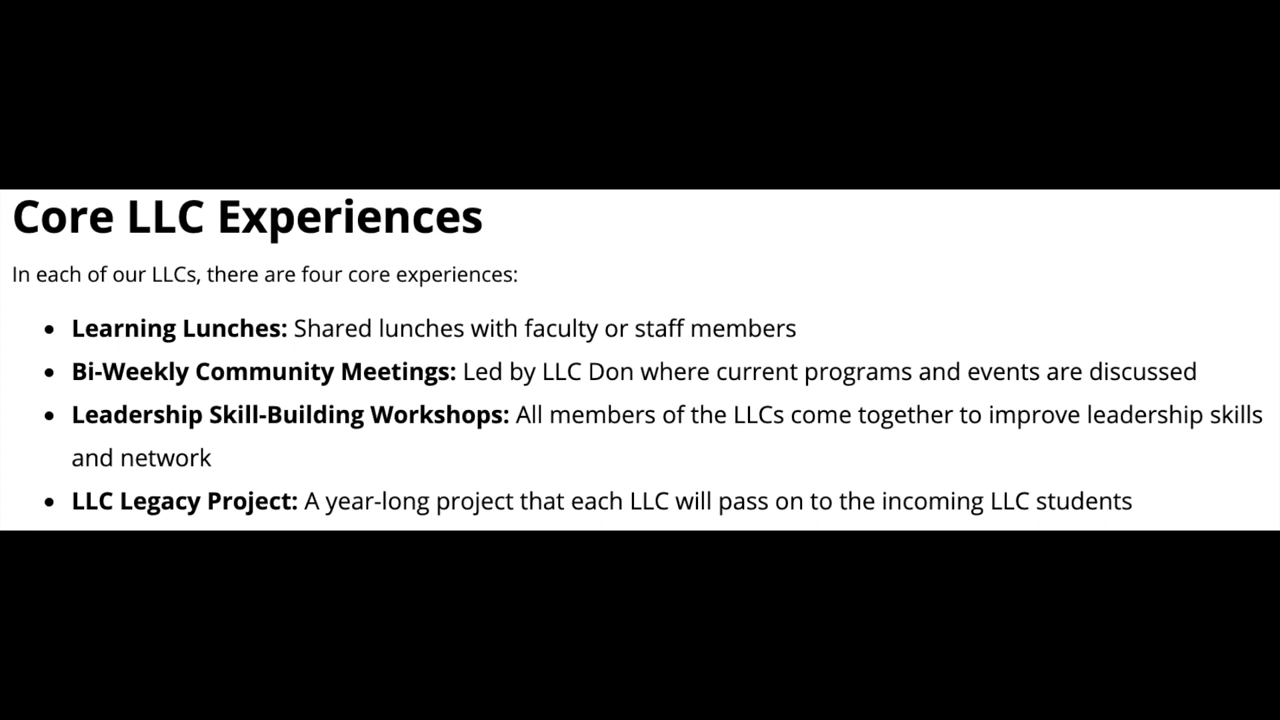 Core LLC Experiences
In each of our LLCs, there are four core experiences:
• Learning Lunches: Shared lunches with faculty or staff members
• Bi-Weekly Community Meetings: Led by LLC Don where current programs and events are discussed
• Leadership Skill-Building Workshops: All members of the LLCs come together to improve leadership skills
and network
• LLC Legacy Project: A year-long project that each LLC will pass on to the incoming LLC students